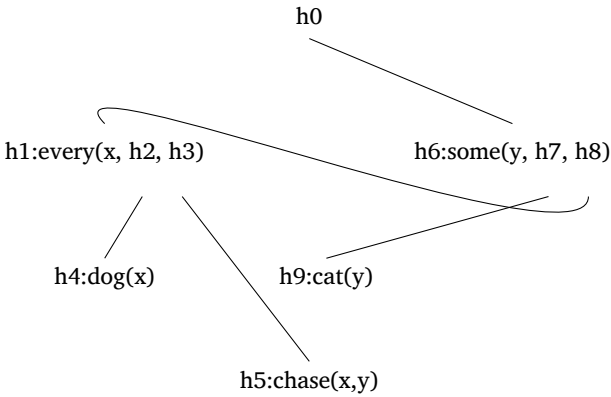 h0
h1:every(x, h2, h3)
h6:some(y, h7, h8)
h4:dog(x)
h9:cat(y)
h5:chase(x,y)